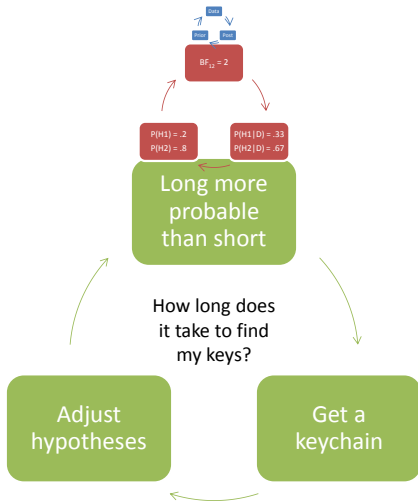 Data
Prior
Post
BF12 = 2
P(H1) = .2
P(H2) = .8
P(H1|D) = .33
P(H2|D) = .67
Long more
probable
than short
How long does
it take to find
my keys?
Adjust
hypotheses
Get a
keychain